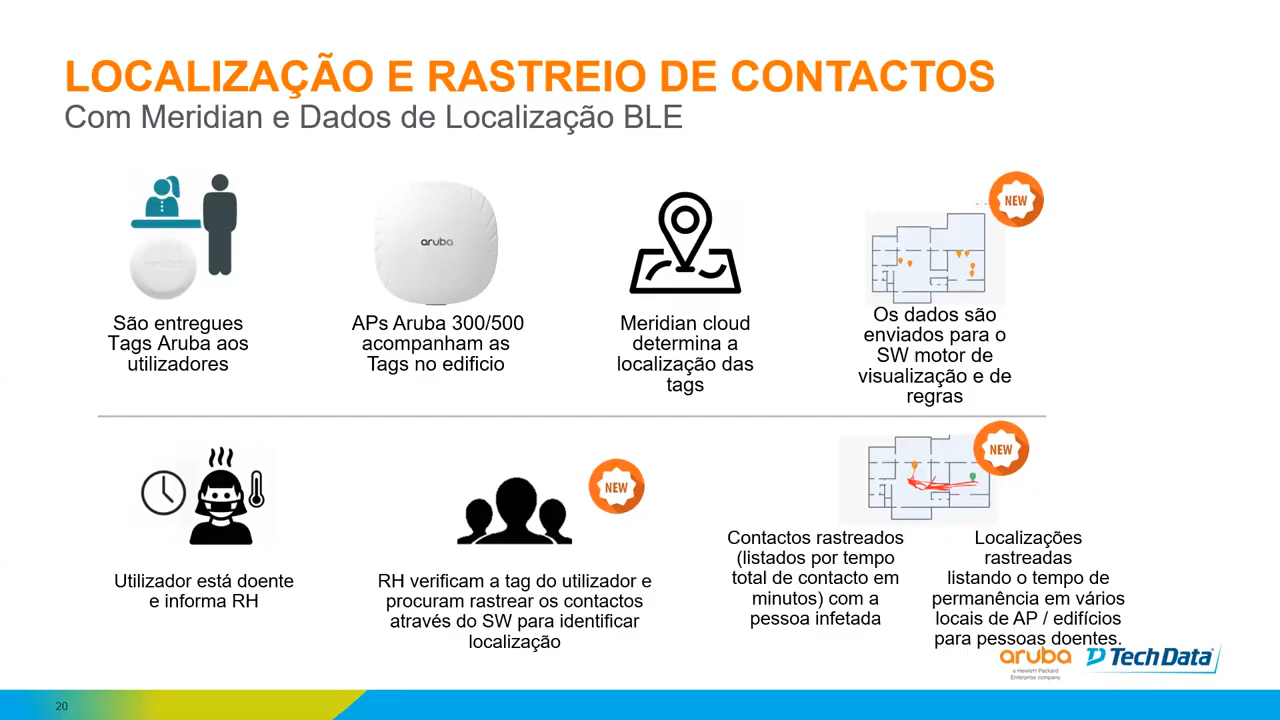 LOCALIZAÇÃO E RASTREIO DE CONTACTOS
Com Meridian e Dados de Localização BLE
NEW
aruba
aruba
São entregues
Tags Aruba aos
utilizadores
APs Aruba 300/500
acompanham as
Tags no edificio
Meridian cloud
determina a
localização das
tags
Os dados são
enviados para o
SW motor de
visualização e de
regras
NEW
NEW
Utilizador está doente
e informa RH
RH verificam a tag do utilizador e
procuram rastrear os contactos
através do SW para identificar
localização
Contactos rastreados
(listados por tempo
total de contacto em
minutos) com a
pessoa infetada
Localizações
rastreadas
listando o tempo de
permanência em vários
locais de AP / edifícios
para pessoas doentes.
aruba
a Hewlett Packard
Enterprise company
TechData
20